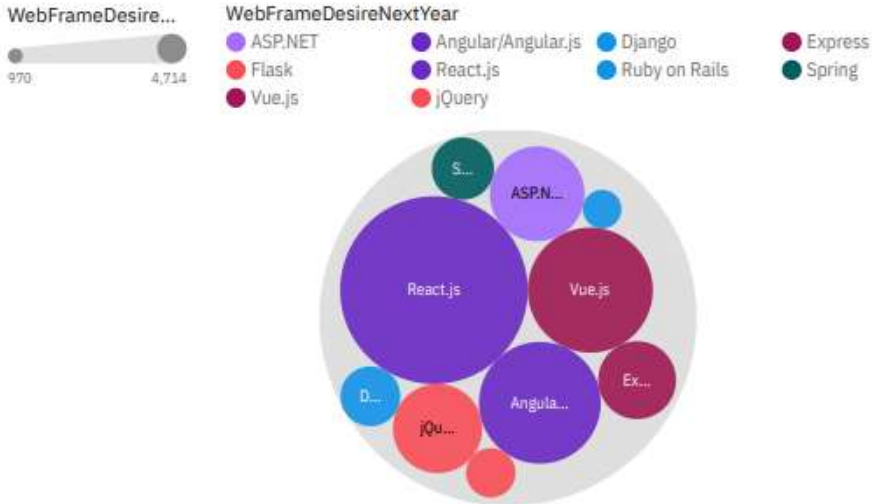 WebFrameDesire...
970 4,714
WebFrameDesireNextYear
ASP.NET Angular/Angular.js Django Express
Flask React.js Ruby on Rails Spring
Vue.js jQuery
S...
ASP.N...
React.js
Vue.js
D...
jQu...
Angula...
Ex...